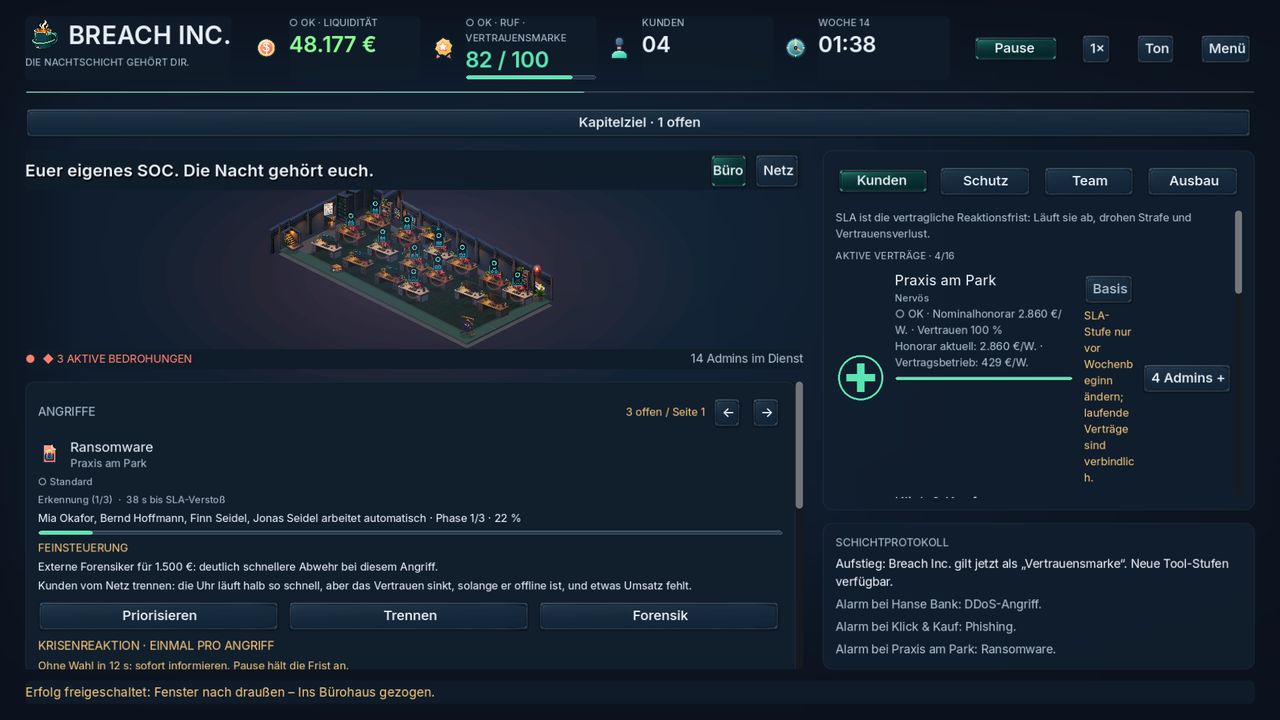 BREACH INC.
DIE NACHTSCHICHT GEHÖRT DIR.
○ OK · LIQUIDITÄT
48.177 €
○ OK · RUF ·
VERTRAUENSMARKE
82 / 100
KUNDEN
04
WOCHE 14
01:38
Pause
1×
Ton
Menü
Kapitelziel · 1 offen
Euer eigenes SOC. Die Nacht gehört euch.
Büro
Netz
◆ 3 AKTIVE BEDROHUNGEN
14 Admins im Dienst
ANGRIFFE
3 offen / Seite 1
← →
Ransomware
Praxis am Park
○ Standard
Erkennung (1/3) · 38 s bis SLA-Verstoß
Mia Okafor, Bernd Hoffmann, Finn Seidel, Jonas Seidel arbeitet automatisch · Phase 1/3 · 22 %
FEINSTEUERUNG
Externe Forensiker für 1.500 €: deutlich schnellere Abwehr bei diesem Angriff.
Kunden vom Netz trennen: die Uhr läuft halb so schnell, aber das Vertrauen sinkt, solange er offline ist, und etwas Umsatz fehlt.
Priorisieren
Trennen
Forensik
KRISENREAKTION · EINMAL PRO ANGRIFF
Ohne Wahl in 12 s: sofort informieren. Pause hält die Frist an.
Kunden
Schutz
Team
Ausbau
SLA ist die vertragliche Reaktionsfrist: Läuft sie ab, drohen Strafe und
Vertrauensverlust.
AKTIVE VERTRÄGE · 4/16
Praxis am Park
Nervös
○ OK · Nominalhonorar 2.860 €/
W. · Vertrauen 100 %
Honorar aktuell: 2.860 €/W. ·
Vertragsbetrieb: 429 €/W.
Basis
SLA-
Stufe nur
vor
Wochenb
eginn
ändern;
laufende
Verträge
sind
verbindlic
h.
4 Admins +
SCHICHTPROTOKOLL
Aufstieg: Breach Inc. gilt jetzt als „Vertrauensmarke“. Neue Tool-Stufen
verfügbar.
Alarm bei Hanse Bank: DDoS-Angriff.
Alarm bei Klick & Kauf: Phishing.
Alarm bei Praxis am Park: Ransomware.
Erfolg freigeschaltet: Fenster nach draußen – Ins Bürohaus gezogen.